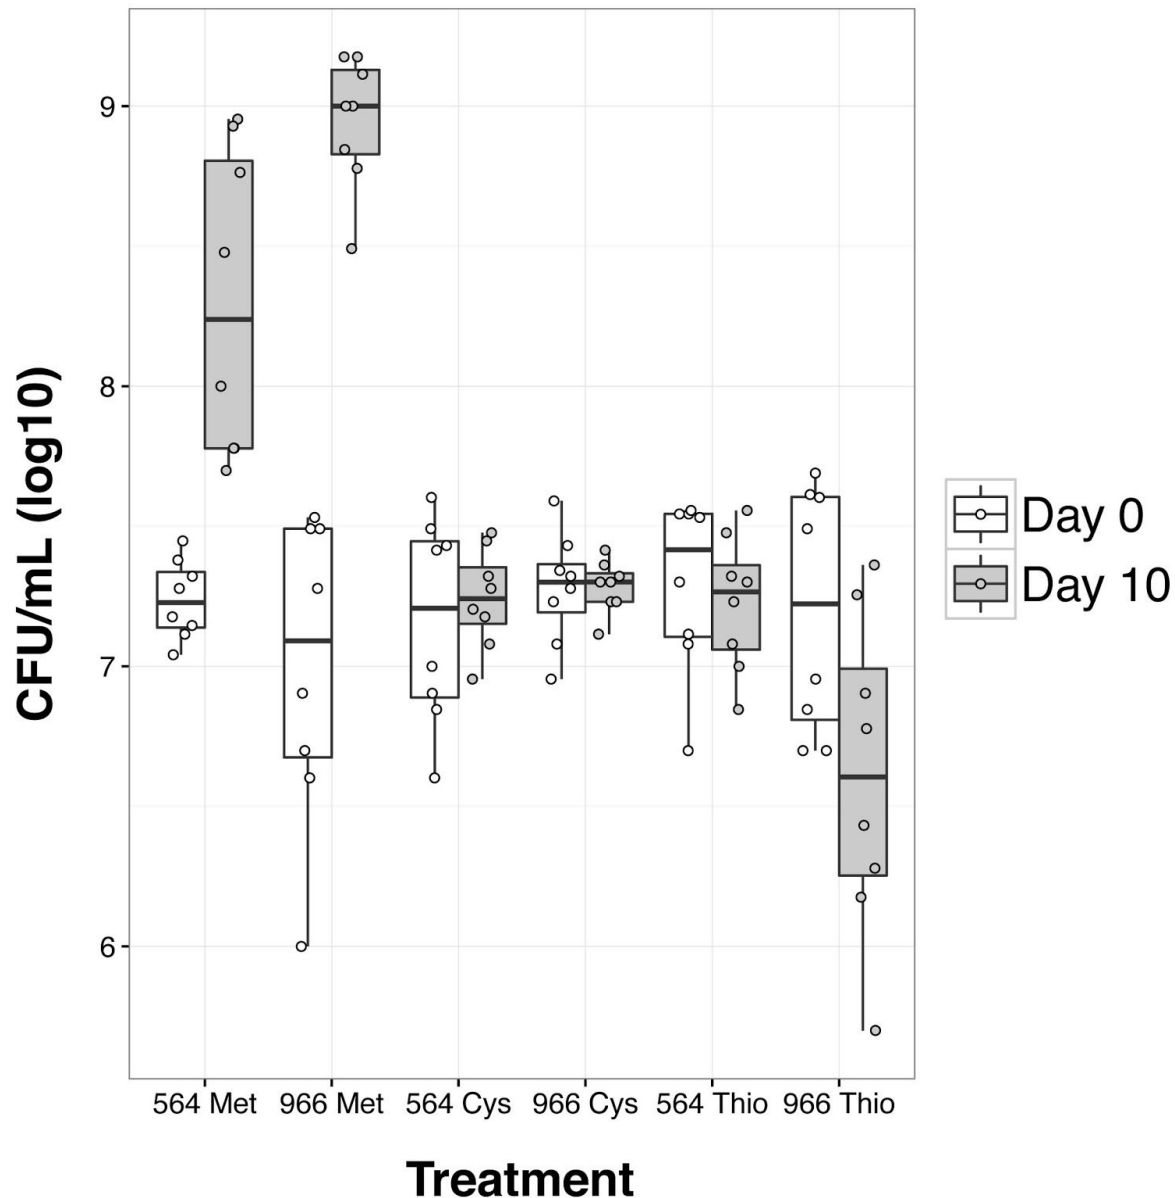 CFU/mL (log10)
9
8
7
6
564 Met 966 Met 564 Cys 966 Cys 564 Thio 966 Thio
Treatment
Day 0
Day 10